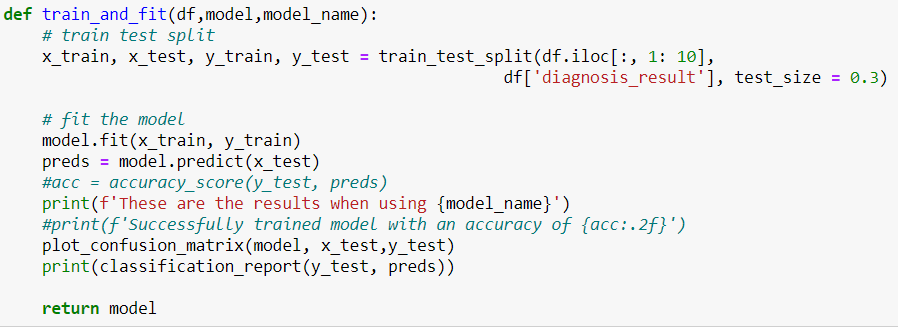 def train_and_fit(df,model,model_name):
    # train test split
    x_train, x_test, y_train, y_test = train_test_split(df.iloc[:, 1: 10],
                                                        df['diagnosis_result'], test_size = 0.3)

    # fit the model
    model.fit(x_train, y_train)
    preds = model.predict(x_test)
    #acc = accuracy_score(y_test, preds)
    print(f'These are the results when using {model_name}')
    #print(f'Successfully trained model with an accuracy of {acc:.2f}')
    plot_confusion_matrix(model, x_test,y_test)
    print(classification_report(y_test, preds))

    return model